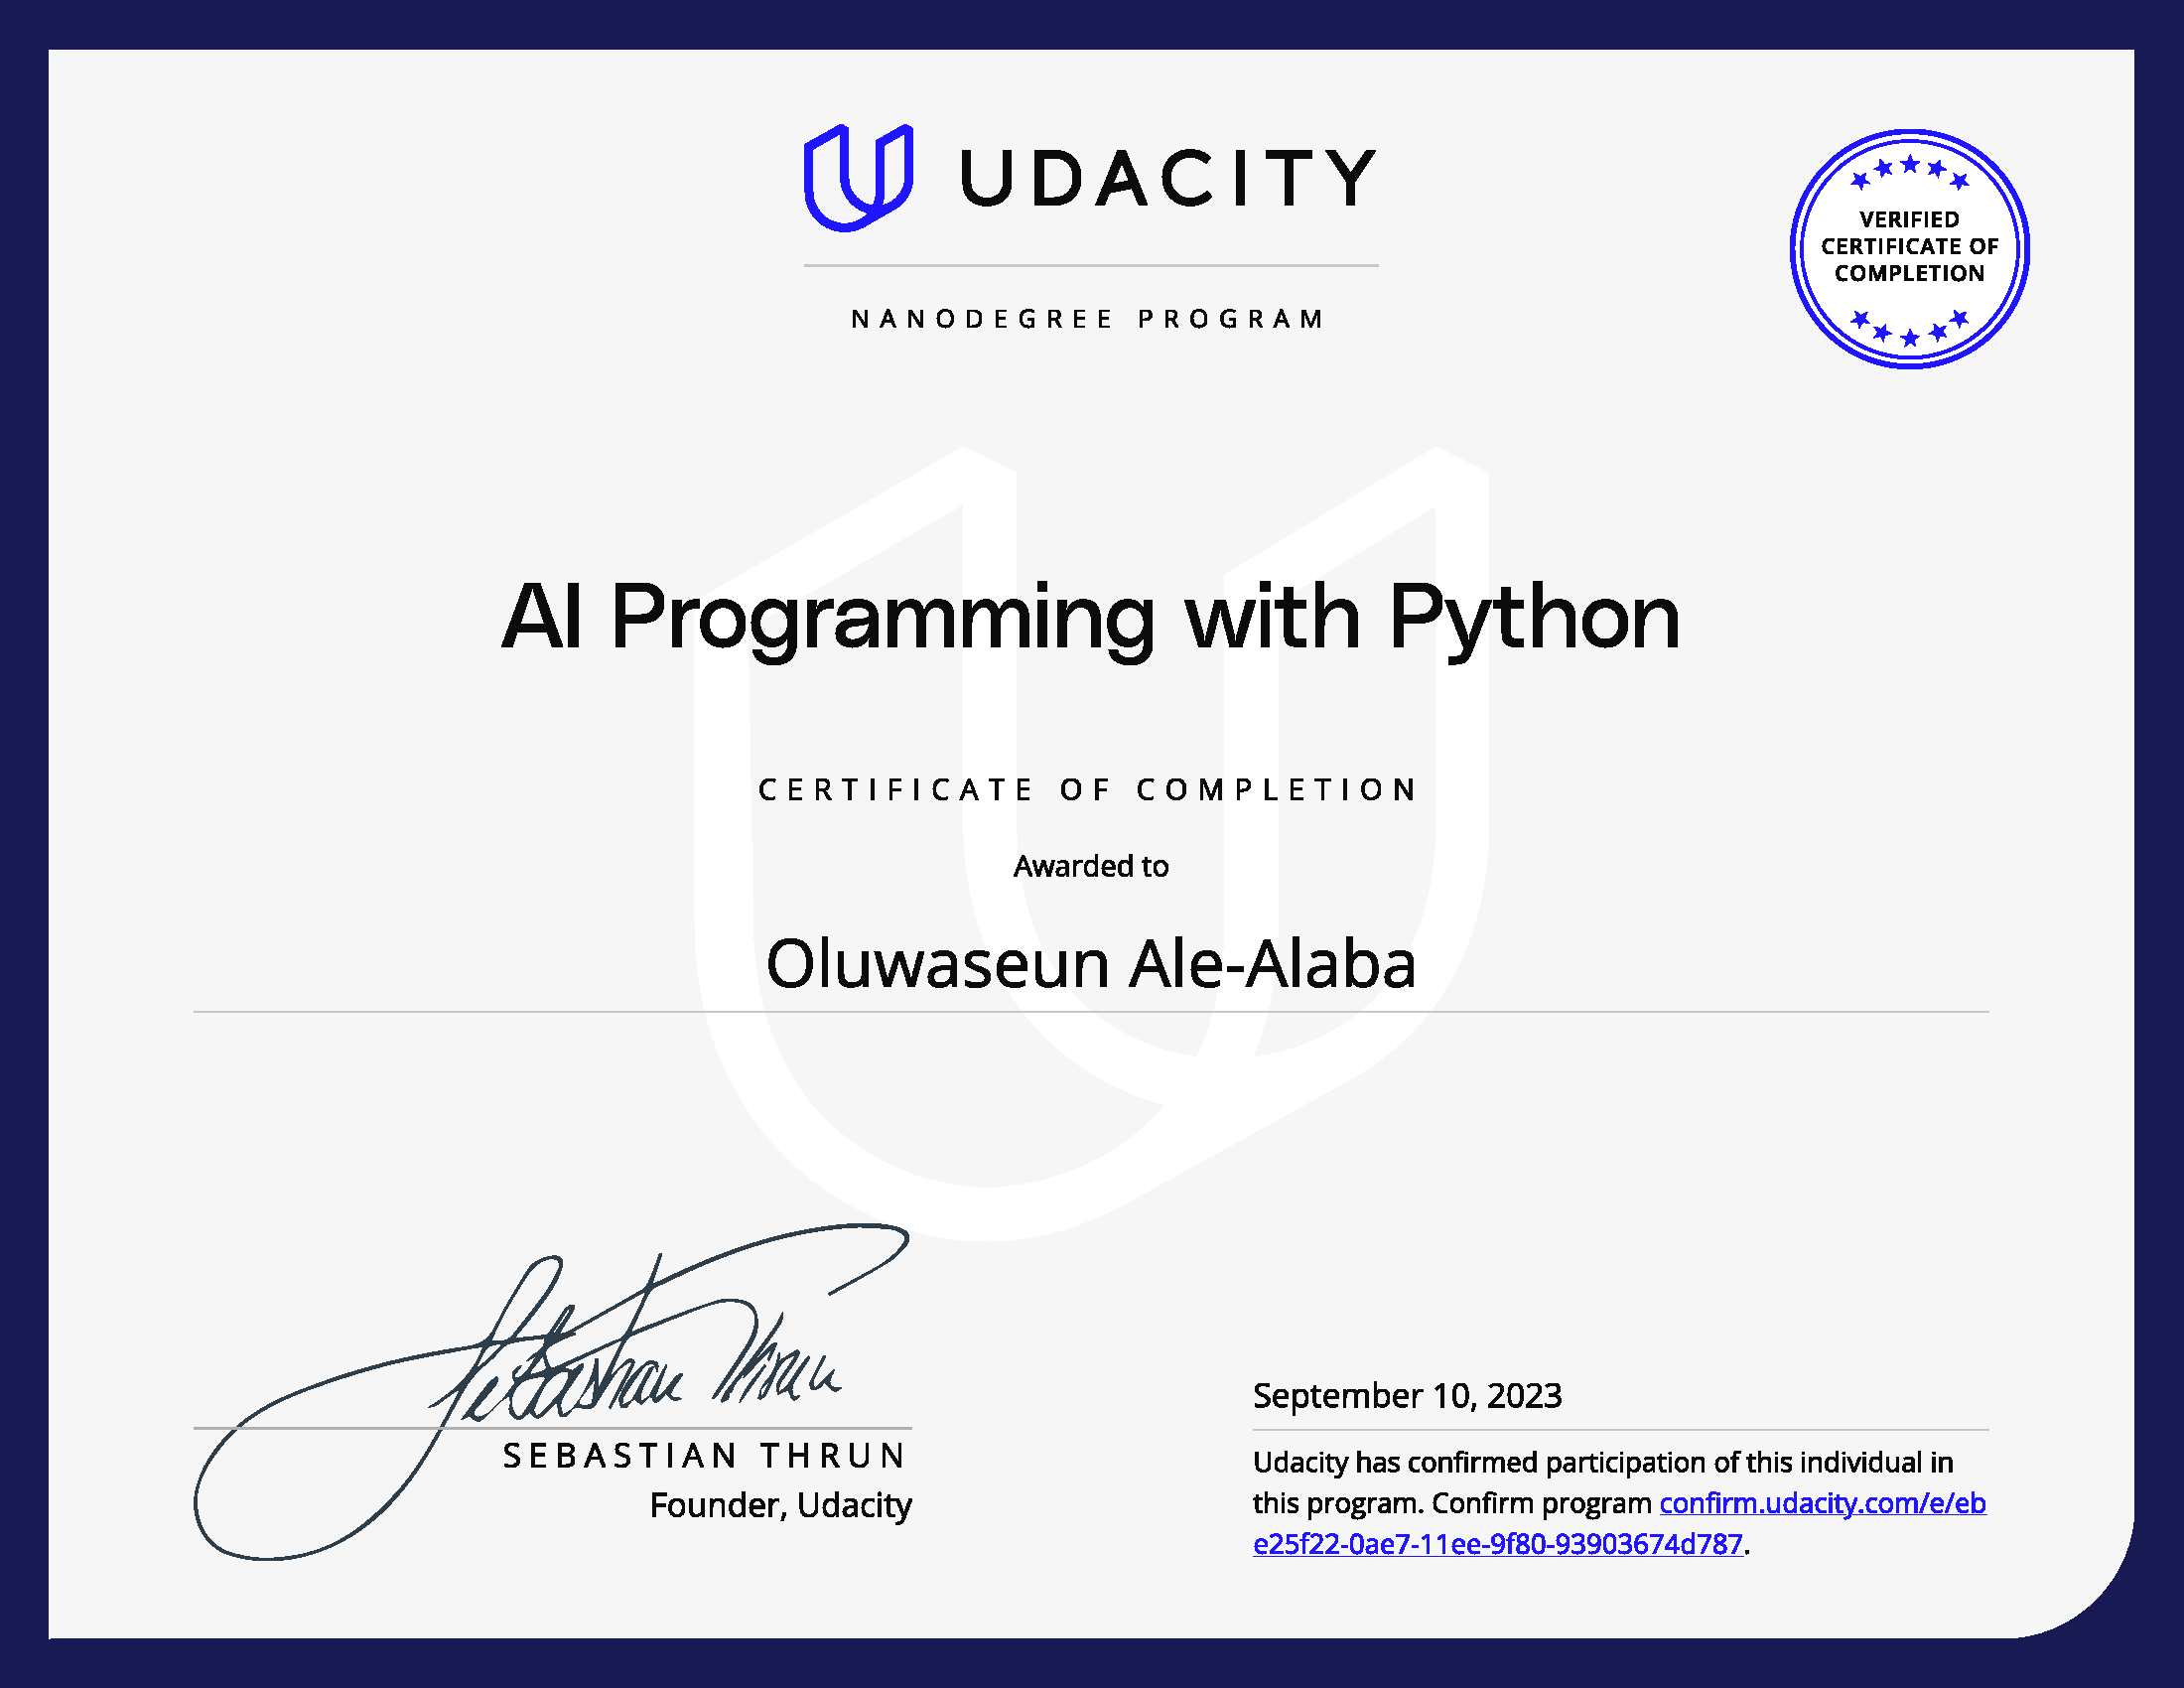 UDACITY
NANODEGREE PROGRAM
VERIFIED
CERTIFICATE OF
COMPLETION
AI Programming with Python
CERTIFICATE OF COMPLETION
Awarded to
Oluwaseun Ale-Alaba
Sebastian Thrun
SEBASTIAN THRUN
Founder, Udacity
September 10, 2023
Udacity has confirmed participation of this individual in
this program. Confirm program confirm.udacity.com/e/eb
e25f22-0ae7-11ee-9f80-93903674d787.